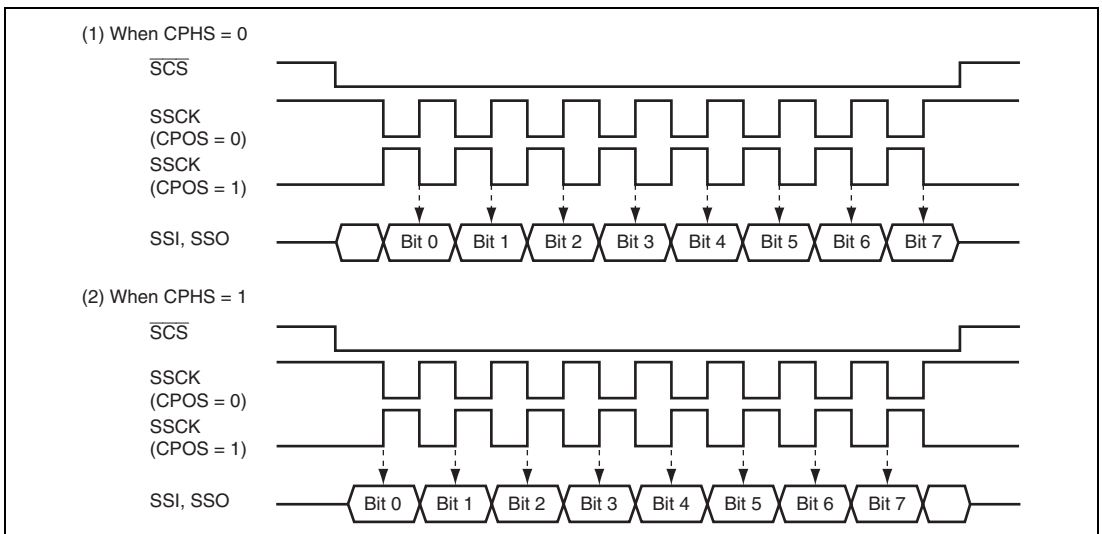 (1) When CPHS = 0
SCS
SSCK
(CPOS = 0)
SSCK
(CPOS = 1)
SSI, SSO
Bit 0 Bit 1 Bit 2 Bit 3 Bit 4 Bit 5 Bit 6 Bit 7
(2) When CPHS = 1
SCS
SSCK
(CPOS = 0)
SSCK
(CPOS = 1)
SSI, SSO
Bit 0 Bit 1 Bit 2 Bit 3 Bit 4 Bit 5 Bit 6 Bit 7